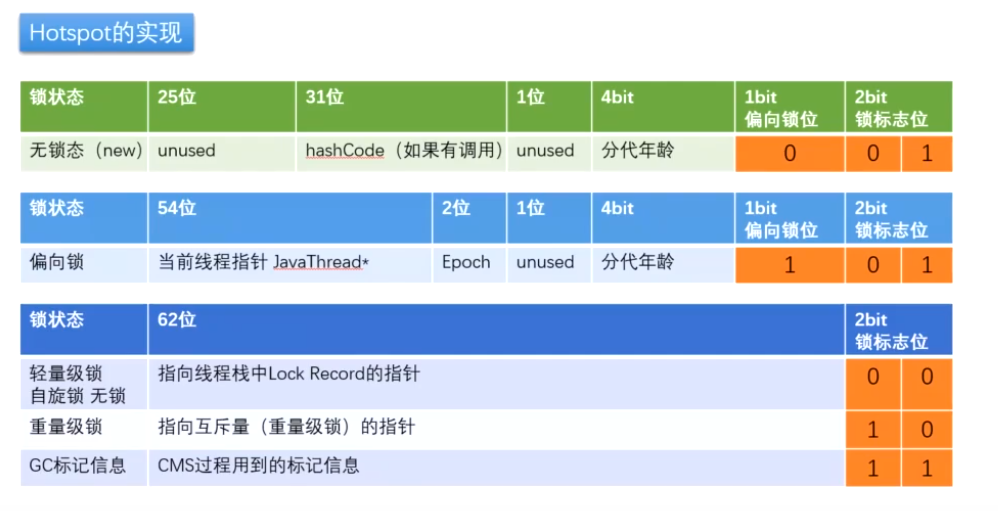 Hotspot的实现
锁状态 25位 31位 1位 4bit 1bit 2bit
偏向锁位 锁标志位
无锁态（new） unused hashCode（如果有调用） unused 分代年龄 0 0 1
锁状态 54位 2位 1位 4bit 1bit 2bit
偏向锁位 锁标志位
偏向锁 当前线程指针 JavaThread* Epoch unused 分代年龄 1 0 1
锁状态 62位 2bit
锁标志位
轻量级锁 指向线程栈中Lock Record的指针 0 0
自旋锁 无锁
重量级锁 指向互斥量（重量级锁）的指针 1 0
GC标记信息 CMS过程用到的标记信息 1 1